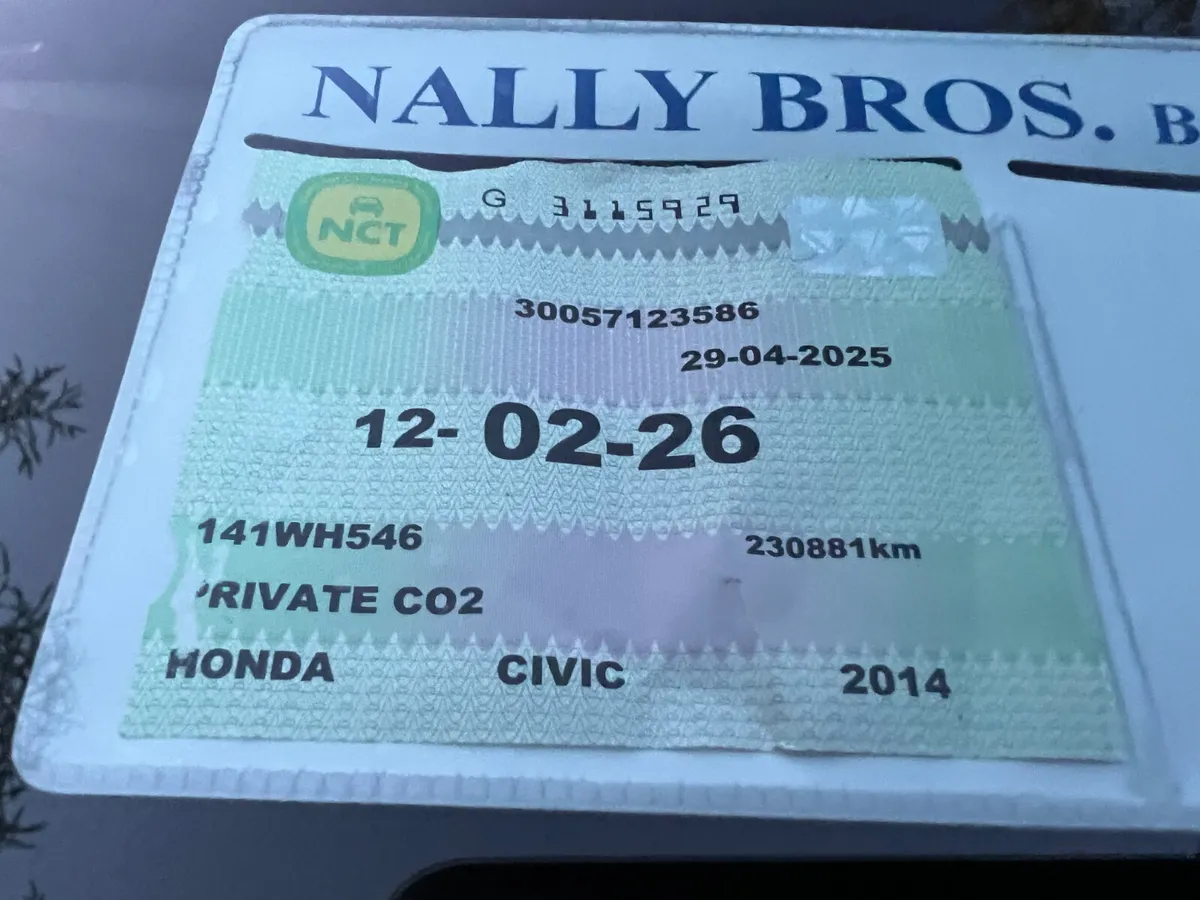 NALLY BROS. B
NCT
G 3115929
30057123586
29-04-2025
12-02-26
141WH546 230881km
PRIVATE CO2
HONDA CIVIC 2014